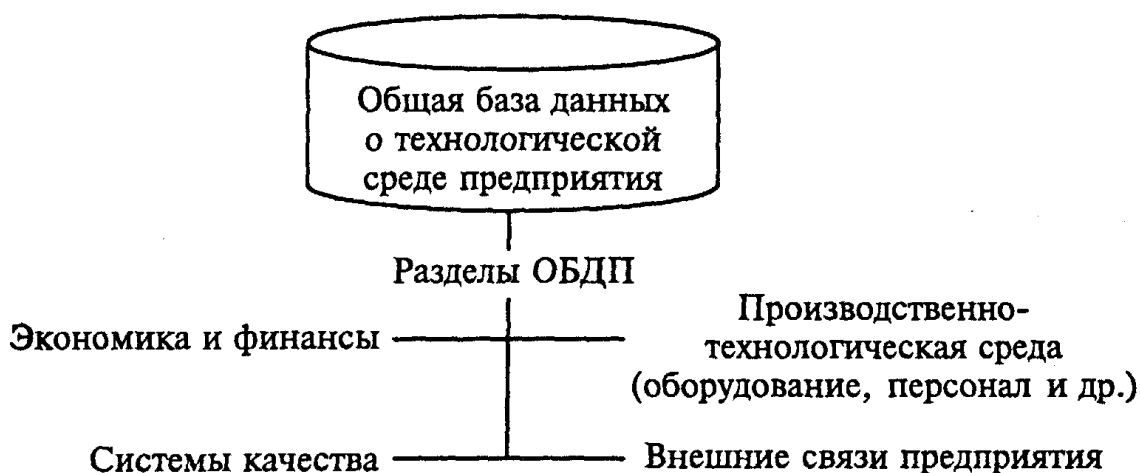 Общая база данных
о технологической
среде предприятия
Разделы ОБДП
Экономика и финансы
Производственно-
технологическая среда
(оборудование, персонал и др.)
Системы качества
Внешние связи предприятия